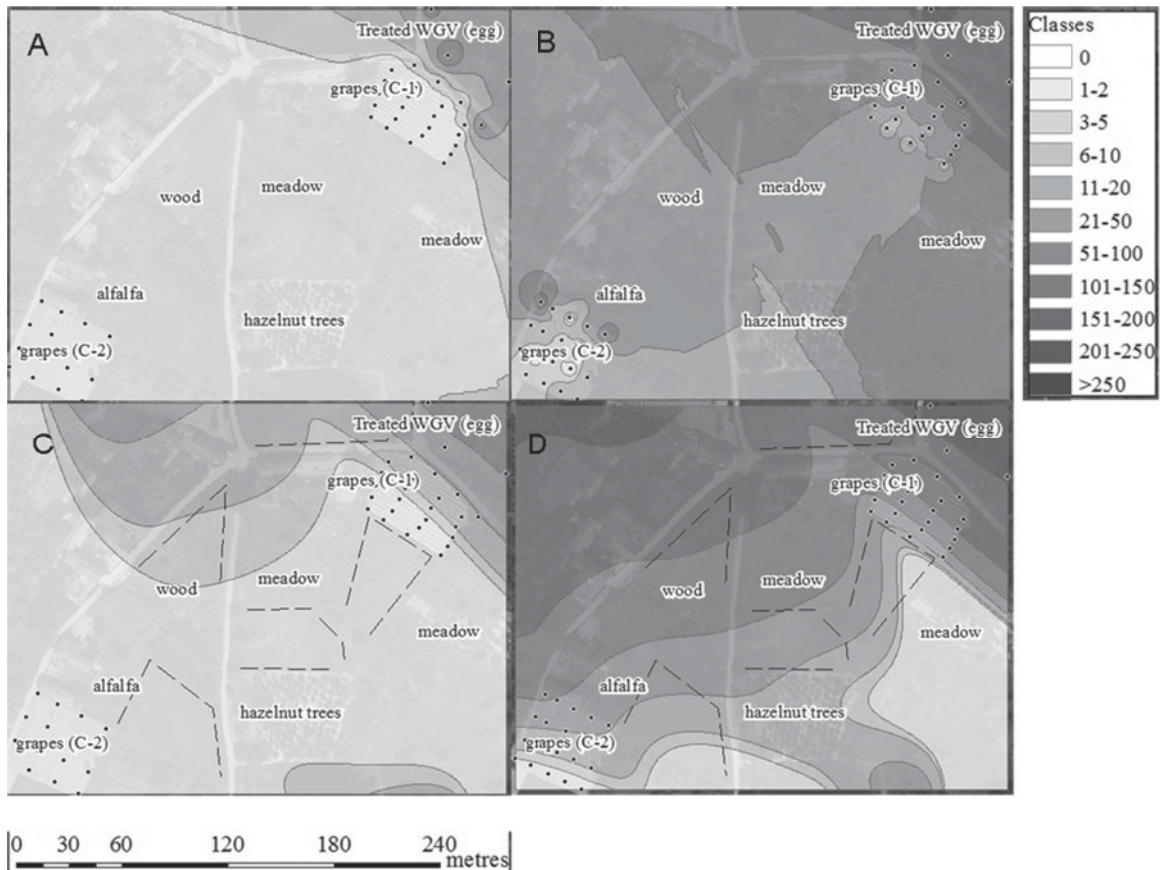 A
Treated WGV (egg)
grapes (C-1)
wood
meadow
meadow
alfalfa
hazelnut trees
grapes (C-2)
B
Treated WGV (egg)
grapes (C-1)
wood
meadow
meadow
alfalfa
hazelnut trees
grapes (C-2)
Classes
0
1-2
3-5
6-10
11-20
21-50
51-100
101-150
151-200
201-250
>250
C
Treated WGV (egg)
grapes (C-1)
wood
meadow
meadow
alfalfa
hazelnut trees
grapes (C-2)
D
Treated WGV (egg)
grapes (C-1)
wood
meadow
meadow
alfalfa
hazelnut trees
grapes (C-2)
0 30 60 120 180 240 metres